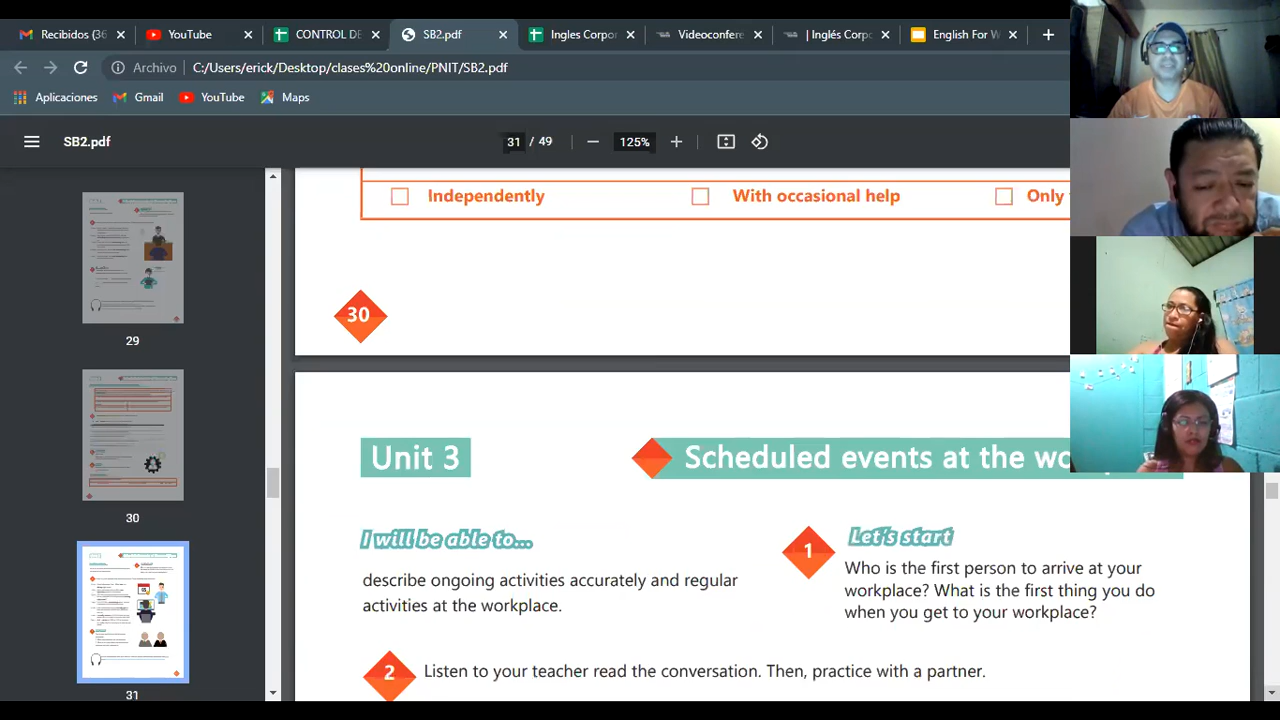 Recibidos (36
YouTube
CONTROL DE
SB2.pdf
Ingles Corpor
Videoconfere
| Inglés Corp
English For W
Archivo
C:/Users/erick/Desktop/clases%20online/PNIT/SB2.pdf
Aplicaciones
Gmail
YouTube
Maps
SB2.pdf
31 / 49
125%
29
30
31
Independently
With occasional help
Only
30
Unit 3
Scheduled events at the wo
I will be able to...
describe ongoing activities accurately and regular
activities at the workplace.
1
Let's start
Who is the first person to arrive at your
workplace? What is the first thing you do
when you get to your workplace?
2
Listen to your teacher read the conversation. Then, practice with a partner.